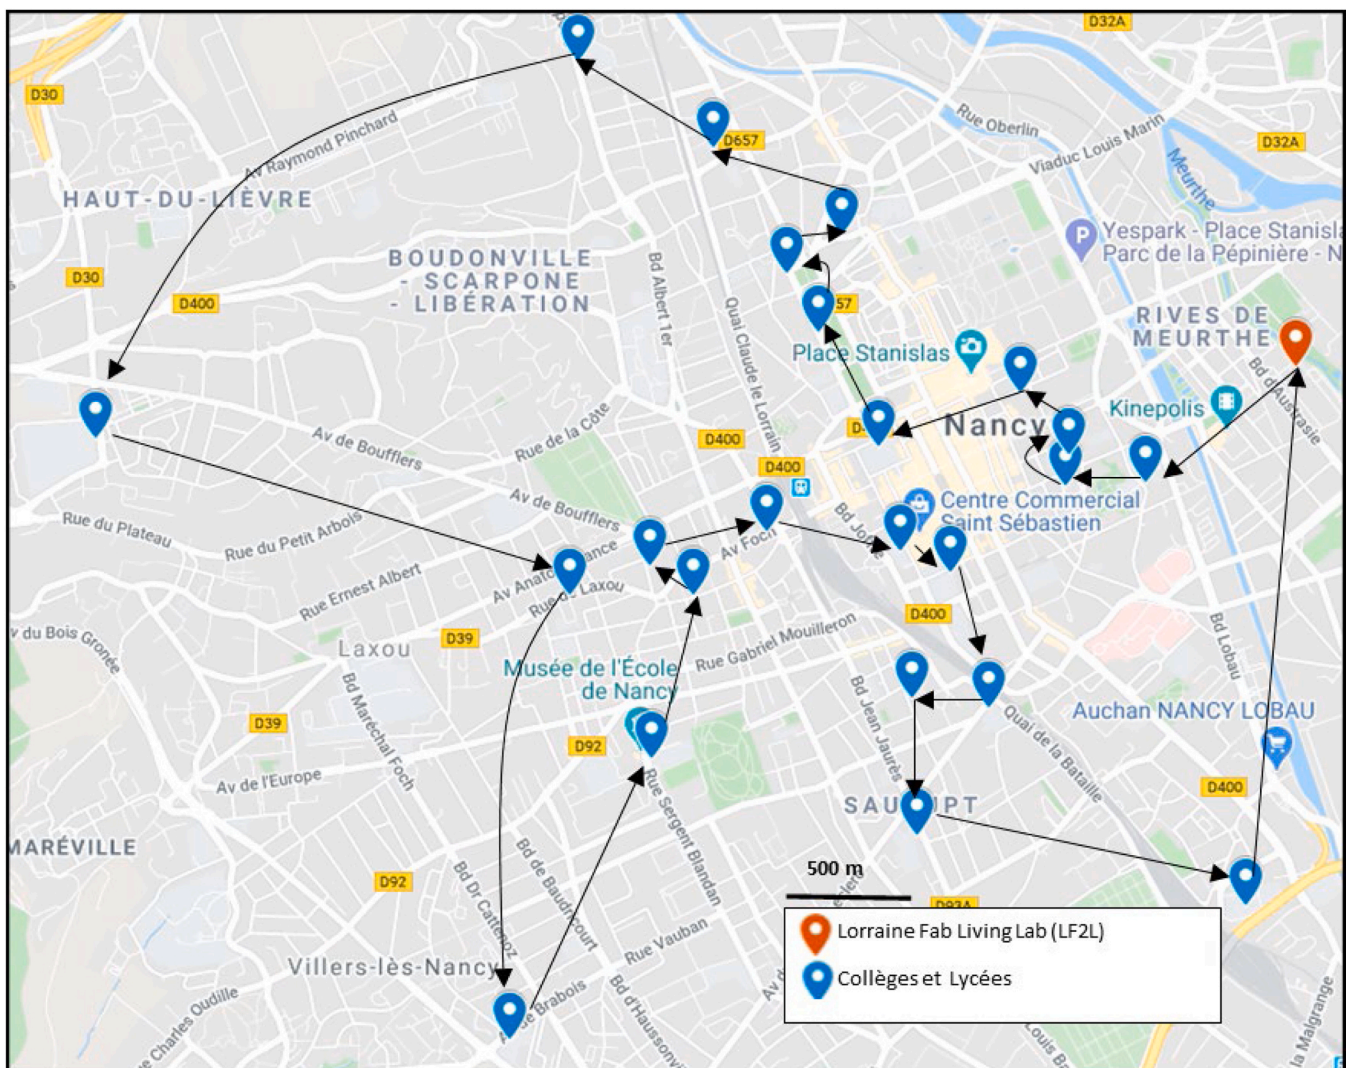 D32A
D30
Rue Oberlin
Av Raymond Pinchard
D657
Viaduc Louis Marin
D32A
Meurthe
HAUT-DU-LIÈVRE
Yespark - Place Stanisla
Parc de la Pépinière - N
BOUDONVILLE
- SCARPONE
- LIBÉRATION
D30
D400
Bd Albert 1er
Quai Claude le Lorrain
57
RIVES DE
MEURTHE
Place Stanislas
Bd d'Austrasie
Kinepolis
Nancy
Rue de la Côte
Av de Boufflers
D400
D400
Av de Boufflers
Centre Commercial
Saint Sébastien
Rue du Plateau
Rue du Petit Arbois
Bd Joffre
Av Foch
Rue Ernest Albert
Rue de Laxou
D400
v du Bois Gronée
Laxou
D39
Rue Gabriel Mouilleron
Bd Lobau
Musée de l'École
de Nancy
Bd Maréchal Foch
Bd Jean Jaurès
Quai de la Bataille
Auchan NANCY LOBAU
D39
D92
Av de l'Europe
Rue Sergent Blandan
D400
SAU PT
MARÉVILLE
Bd de Baudricourt
500 m
D92
Bd Dr Cattenoz
D93A
Rue Vauban
Lorraine Fab Living Lab (LF2L)
Villers-lès-Nancy
Collèges et Lycées
e Charles Oudille
de Brabois
Bd d'Haussonvi
Av d
Louis Ba
la Malgrange